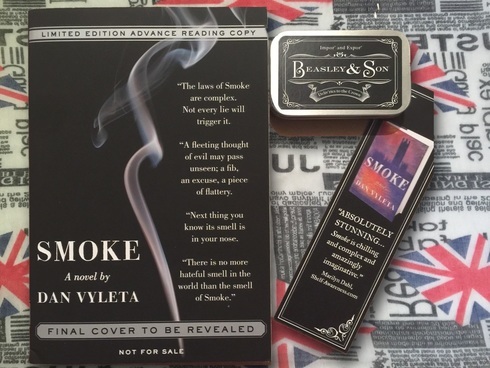 LIMITED EDITION ADVANCE READING COPY
"The laws of Smoke
are complex.
Not every lie will
trigger it.
"A fleeting thought
of evil may pass
unseen; a fib,
an excuse, a piece
of flattery.
"Next thing you
know its smell is
in your nose.
"There is no more
hateful smell in the
world than the smell
of Smoke."
SMOKE
A novel by
DAN VYLETA
FINAL COVER TO BE REVEALED
NOT FOR SALE
Import and Export
BEASLEY & SON
SMOKE
DAN VYLETA
"ABSOLUTELY
STUNNING...
Smoke is chilling
and complex and
amazingly
imaginative."
Marilyn Dahl,
Shelf-Awareness.com